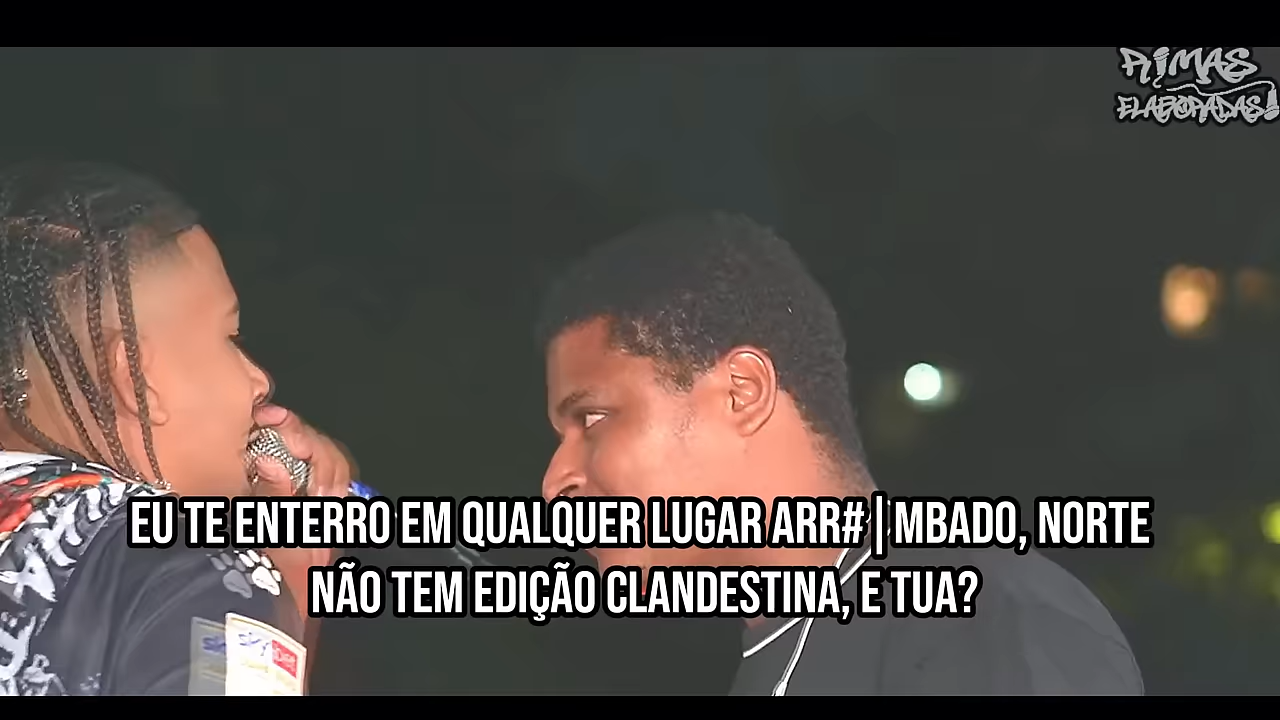 RIMAS
ELABORADAS!
EU TE ENTERRO EM QUALQUER LUGAR ARR#|MBADO, NORTE
NÃO TEM EDIÇÃO CLANDESTINA, E TUA?